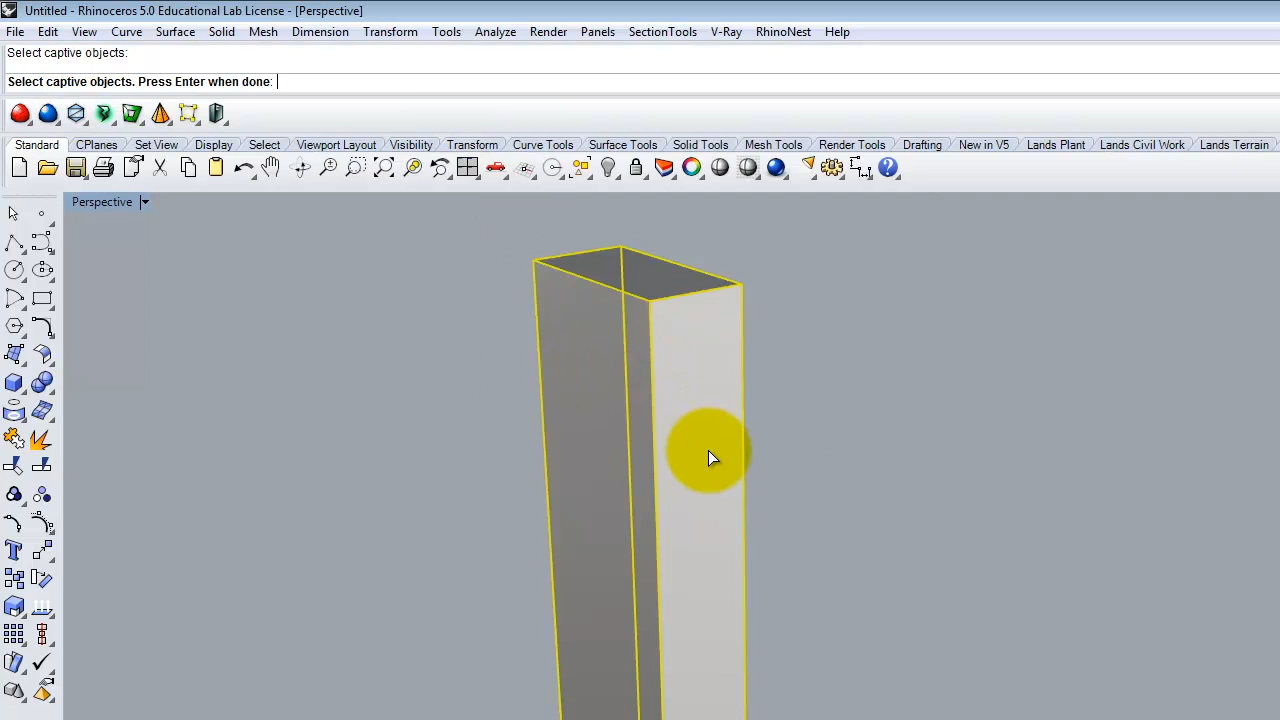 Untitled - Rhinoceros 5.0 Educational Lab License - [Perspective]
File Edit View Curve Surface Solid Mesh Dimension Transform Tools Analyze Render Panels SectionTools V-Ray RhinoNest Help
Select captive objects:
Select captive objects. Press Enter when done:
Standard CPlanes Set View Display Select Viewport Layout Visibility Transform Curve Tools Surface Tools Solid Tools Mesh Tools Render Tools Drafting New in V5 Lands Plant Lands Civil Work Lands Terrain
Perspective